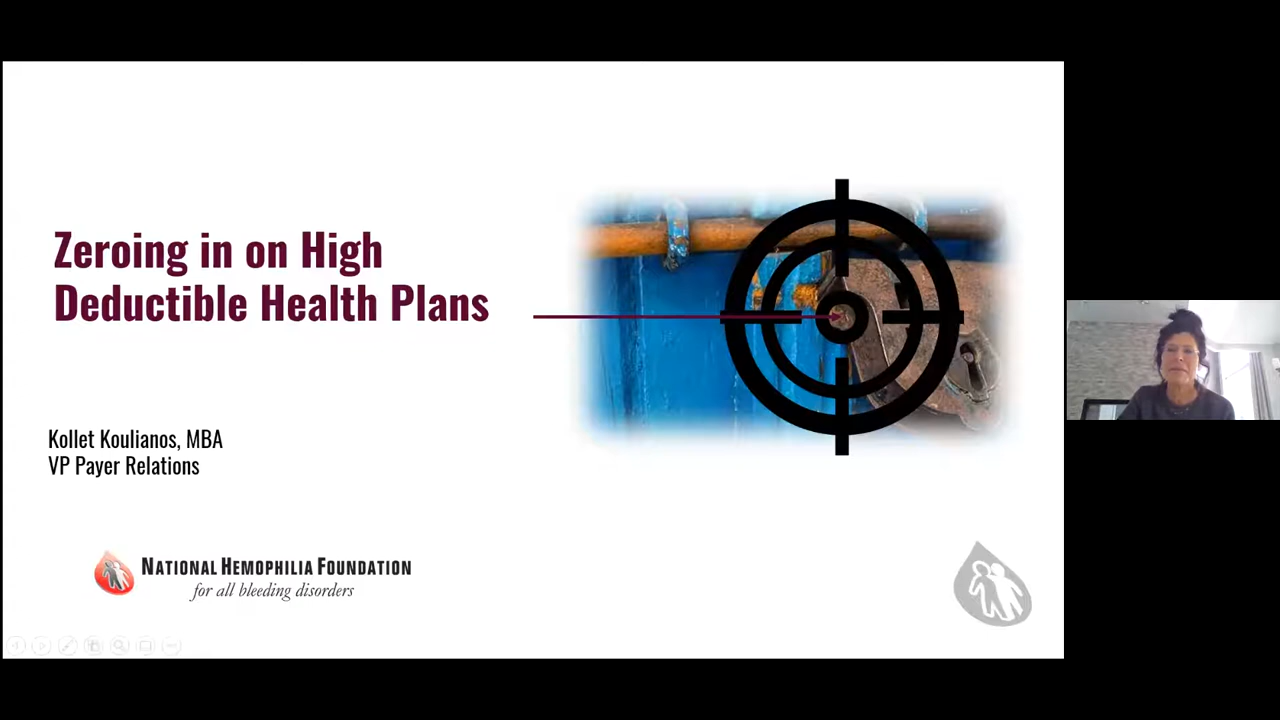 Zeroing in on High
Deductible Health Plans
Kollet Koulianos, MBA
VP Payer Relations
NATIONAL HEMOPHILIA FOUNDATION
for all bleeding disorders